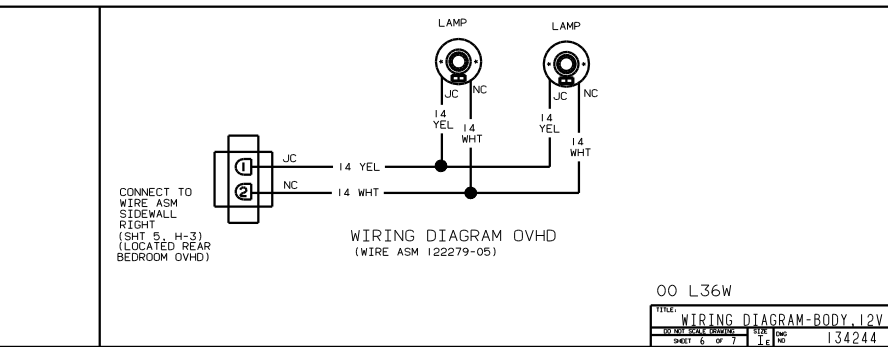 LAMP
LAMP
JC
NC
JC
NC
14
YEL
14
WHT
14
YEL
14
WHT
1
JC
14 YEL
2
NC
14 WHT
CONNECT TO
WIRE ASM
SIDEWALL
RIGHT
(SHT 5, H-3)
(LOCATED REAR
BEDROOM OVHD)
WIRING DIAGRAM OVHD
(WIRE ASM 122279-05)
00 L36W
TITLE:
WIRING DIAGRAM-BODY,12V
DO NOT SCALE DRAWING
SHEET 6 OF 7
SIZE
E
DWG
NO
134244